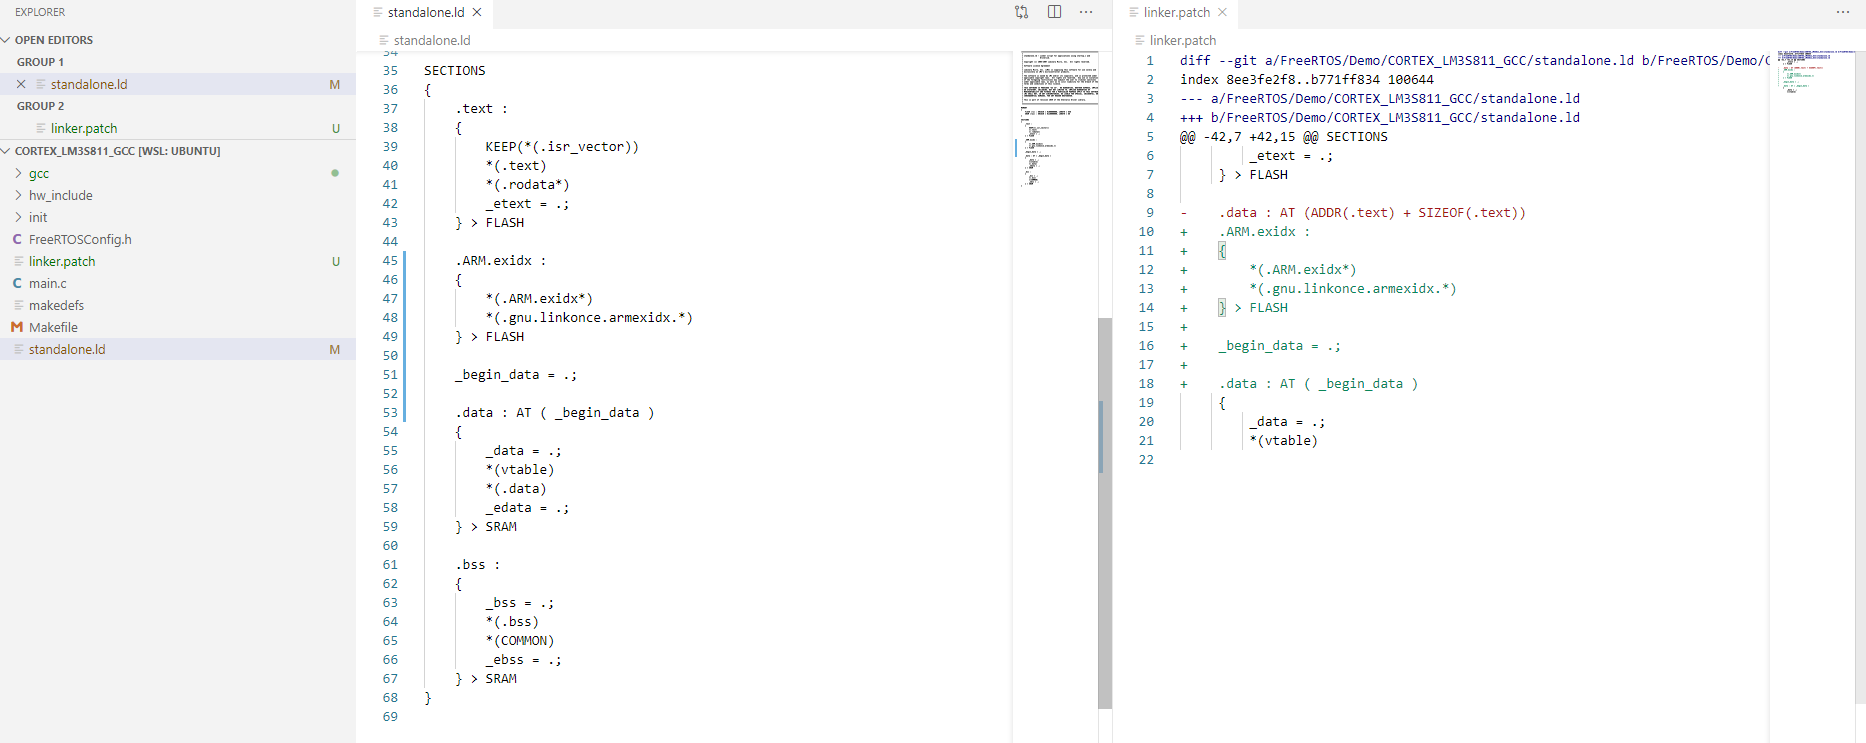 EXPLORER
OPEN EDITORS
GROUP 1
standalone.ld M
GROUP 2
linker.patch U
CORTEX_LM3S811_GCC [WSL: UBUNTU]
gcc
hw_include
init
C FreeRTOSConfig.h
linker.patch U
C main.c
makedefs
M Makefile
standalone.ld M
standalone.ld
standalone.ld
34
35 SECTIONS
36 {
37 .text :
38 {
39 KEEP(*(.isr_vector))
40 *(.text)
41 *(.rodata*)
42 _etext = .;
43 } > FLASH
44
45 .ARM.exidx :
46 {
47 *(.ARM.exidx*)
48 *(.gnu.linkonce.armexidx.*)
49 } > FLASH
50
51 _begin_data = .;
52
53 .data : AT ( _begin_data )
54 {
55 _data = .;
56 *(vtable)
57 *(.data)
58 _edata = .;
59 } > SRAM
60
61 .bss :
62 {
63 _bss = .;
64 *(.bss)
65 *(COMMON)
66 _ebss = .;
67 } > SRAM
68 }
69
linker.patch
linker.patch
1 diff --git a/FreeRTOS/Demo/CORTEX_LM3S811_GCC/standalone.ld b/FreeRTOS/Demo/C
2 index 8ee3fe2f8..b771ff834 100644
3 --- a/FreeRTOS/Demo/CORTEX_LM3S811_GCC/standalone.ld
4 +++ b/FreeRTOS/Demo/CORTEX_LM3S811_GCC/standalone.ld
5 @@ -42,7 +42,15 @@ SECTIONS
6 _etext = .;
7 } > FLASH
8
9 - .data : AT (ADDR(.text) + SIZEOF(.text))
10 + .ARM.exidx :
11 + {
12 + *(.ARM.exidx*)
13 + *(.gnu.linkonce.armexidx.*)
14 + } > FLASH
15 +
16 + _begin_data = .;
17 +
18 + .data : AT ( _begin_data )
19 {
20 _data = .;
21 *(vtable)
22